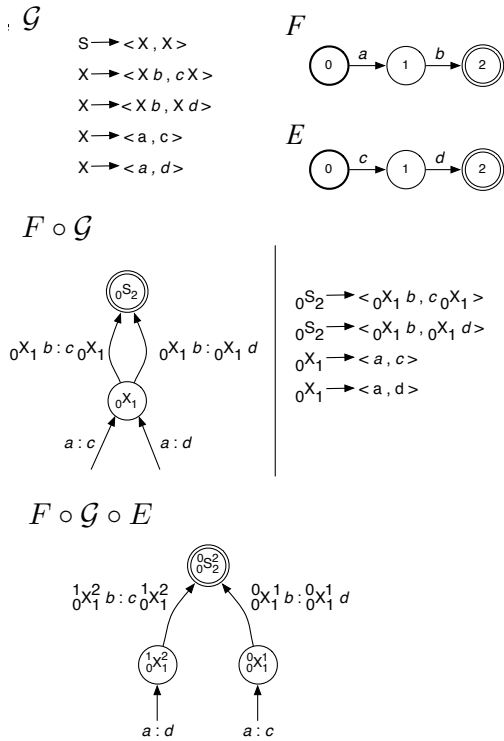 𝒢
S → < X , X >
X → < X b , c X >
X → < X b , X d >
X → < a , c >
X → < a , d >
F
0 a 1 b 2
E
0 c 1 d 2
F ∘ 𝒢
₀S₂
₀X₁ b : c ₀X₁ ₀X₁ b : ₀X₁ d
₀X₁
a : c a : d
₀S₂ → < ₀X₁ b , c ₀X₁ >
₀S₂ → < ₀X₁ b , ₀X₁ d >
₀X₁ → < a , c >
₀X₁ → < a , d >
F ∘ 𝒢 ∘ E
⁰₀S²₂
¹₀X²₁ b : c ¹₀X²₁ ⁰₀X¹₁ b : ⁰₀X¹₁ d
¹₀X²₁ ⁰₀X¹₁
a : d a : c